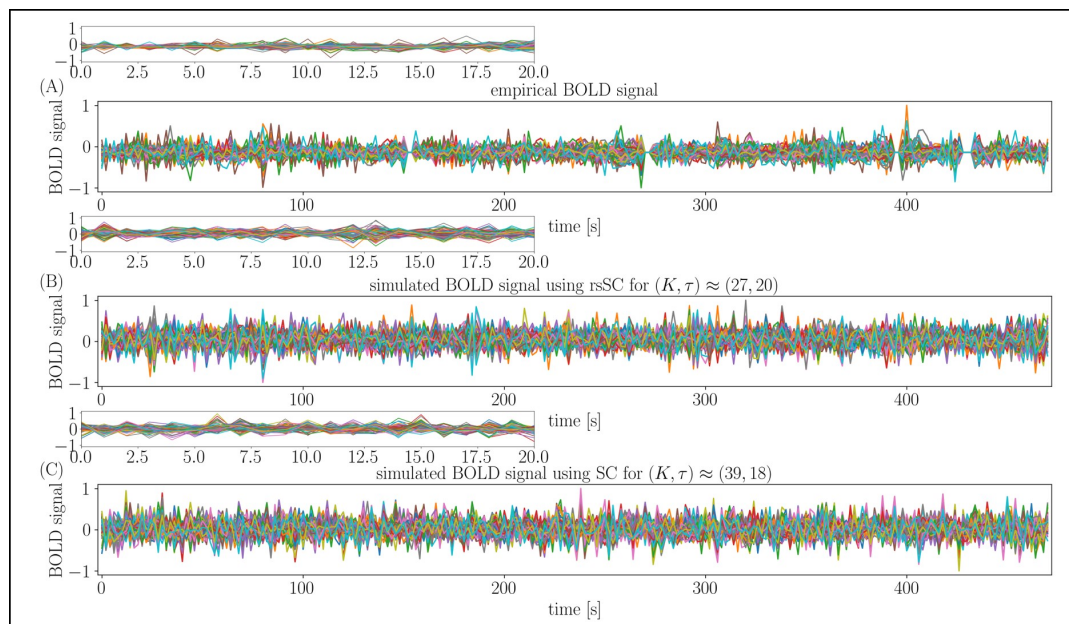 1
0
−1
0.0 2.5 5.0 7.5 10.0 12.5 15.0 17.5 20.0
(A)
empirical BOLD signal
BOLD signal
1
0
−1
0 100 200 300 400
time [s]
1
0
−1
0.0 2.5 5.0 7.5 10.0 12.5 15.0 17.5 20.0
(B)
simulated BOLD signal using rsSC for (K, τ) ≈ (27, 20)
BOLD signal
1
0
−1
0 100 200 300 400
time [s]
1
0
−1
0.0 2.5 5.0 7.5 10.0 12.5 15.0 17.5 20.0
(C)
simulated BOLD signal using SC for (K, τ) ≈ (39, 18)
BOLD signal
1
0
−1
0 100 200 300 400
time [s]